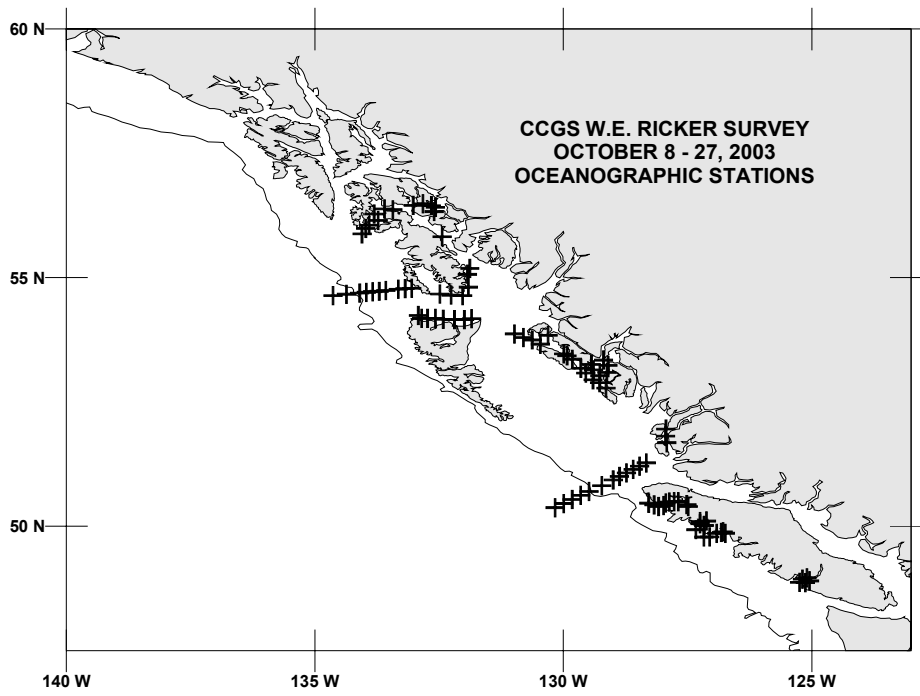 60 N
CCGS W.E. RICKER SURVEY
OCTOBER 8 - 27, 2003
OCEANOGRAPHIC STATIONS
55 N
50 N
140 W 135 W 130 W 125 W